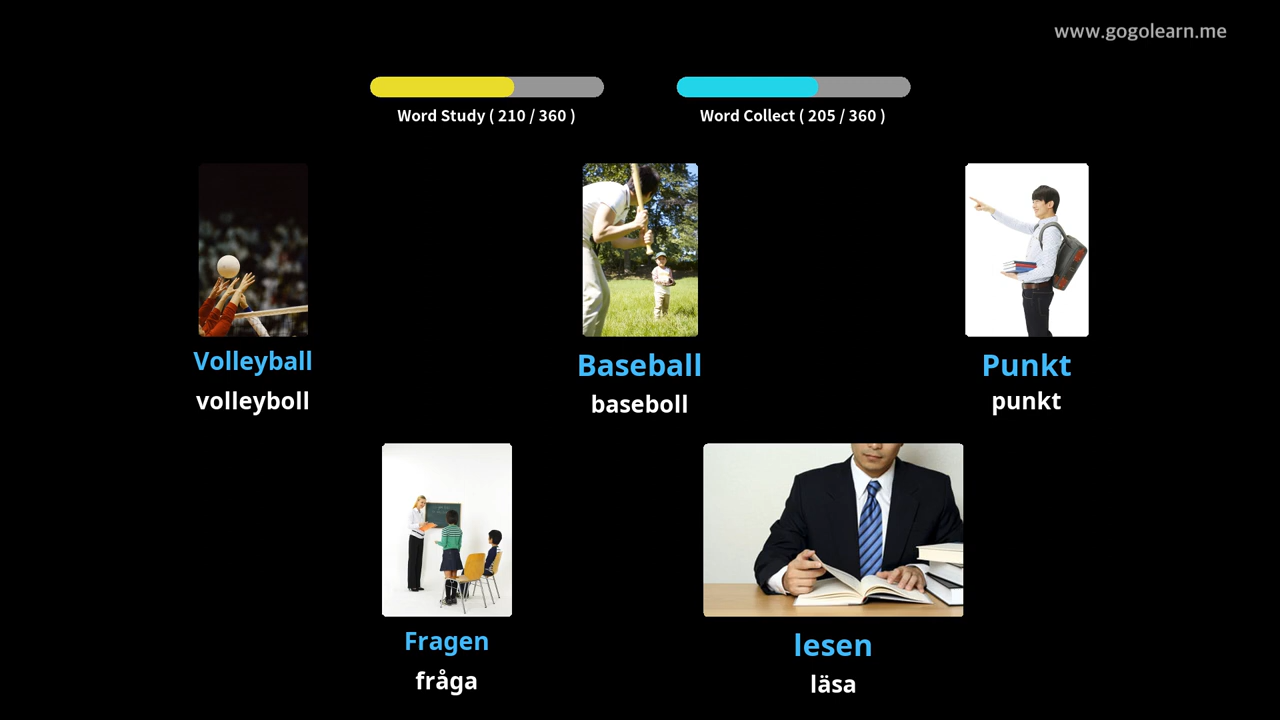 www.gogolearn.me
Word Study ( 210 / 360 )
Word Collect ( 205 / 360 )
Volleyball
volleyboll
Baseball
baseboll
Punkt
punkt
Fragen
fråga
lesen
läsa